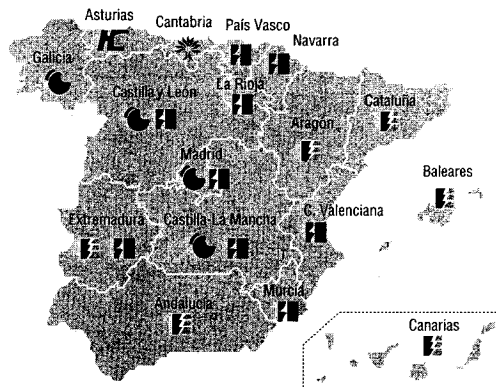 Asturias
Cantabria
País Vasco
Navarra
Galicia
Castilla y León
La Rioja
Aragón
Cataluña
Madrid
Baleares
Extremadura
Castilla-La Mancha
C. Valenciana
Andalucía
Murcia
Canarias
HC